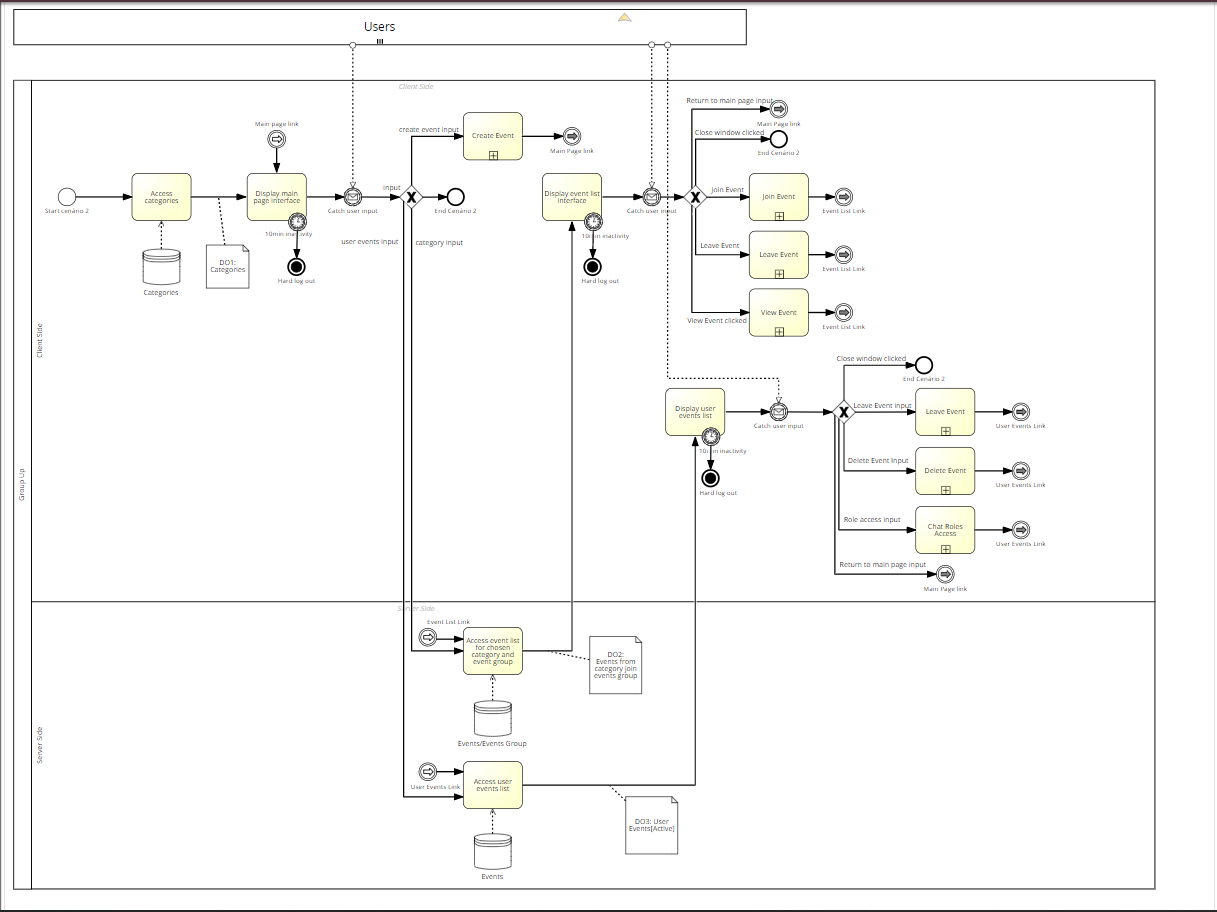 Users
Client Side
Return to main page input
Main Page link
Close window clicked
End Cenário 2
Main page link
create event input
Create Event
Main Page link
Start cenário 2
Access
categories
Display main
page interface
Catch user input
input
End Cenário 2
Display event list
interface
Catch user input
Join Event
Join Event
Event List Link
10min inactivity
user events input
category input
10min inactivity
Leave Event
Leave Event
Event List Link
DO1:
Categories
Categories
Hard log out
Hard log out
View Event clicked
View Event
Event List Link
Client Side
Close window clicked
End Cenário 2
Display user
events list
Catch user input
Leave Event input
Leave Event
User Events Link
10min inactivity
Hard log out
Delete Event Input
Delete Event
User Events Link
Group Up
Role access input
Chat Roles
Access
User Events Link
Return to main page input
Main Page link
Server Side
Event List Link
Access event list
for chosen
category and
event group
DO2:
Events from
category join
events group
Events/Events Group
Server Side
User Events Link
Access user
events list
DO3: User
Events[Active]
Events